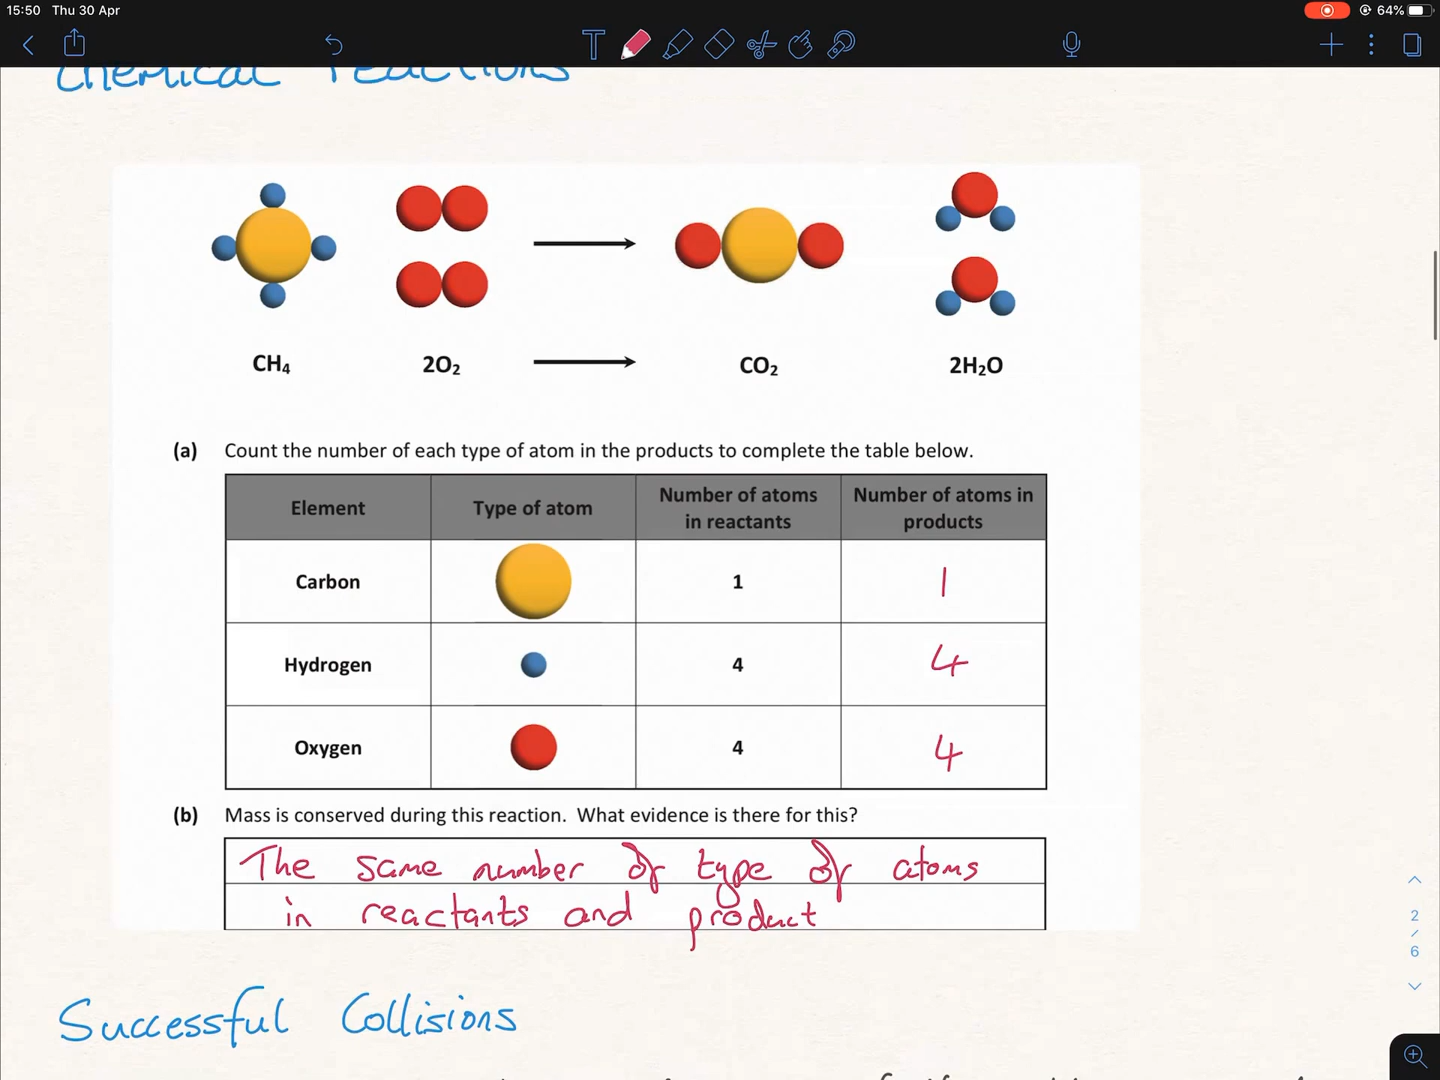 15:50 Thu 30 Apr
64%
T
Chemical reactions
CH₄ 2O₂ CO₂ 2H₂O
(a) Count the number of each type of atom in the products to complete the table below.
Element Type of atom Number of atoms in reactants Number of atoms in products
Carbon 1 1
Hydrogen 4 4
Oxygen 4 4
(b) Mass is conserved during this reaction. What evidence is there for this?
The same number of type of atoms
in reactants and product
2
/
6
Successful Collisions